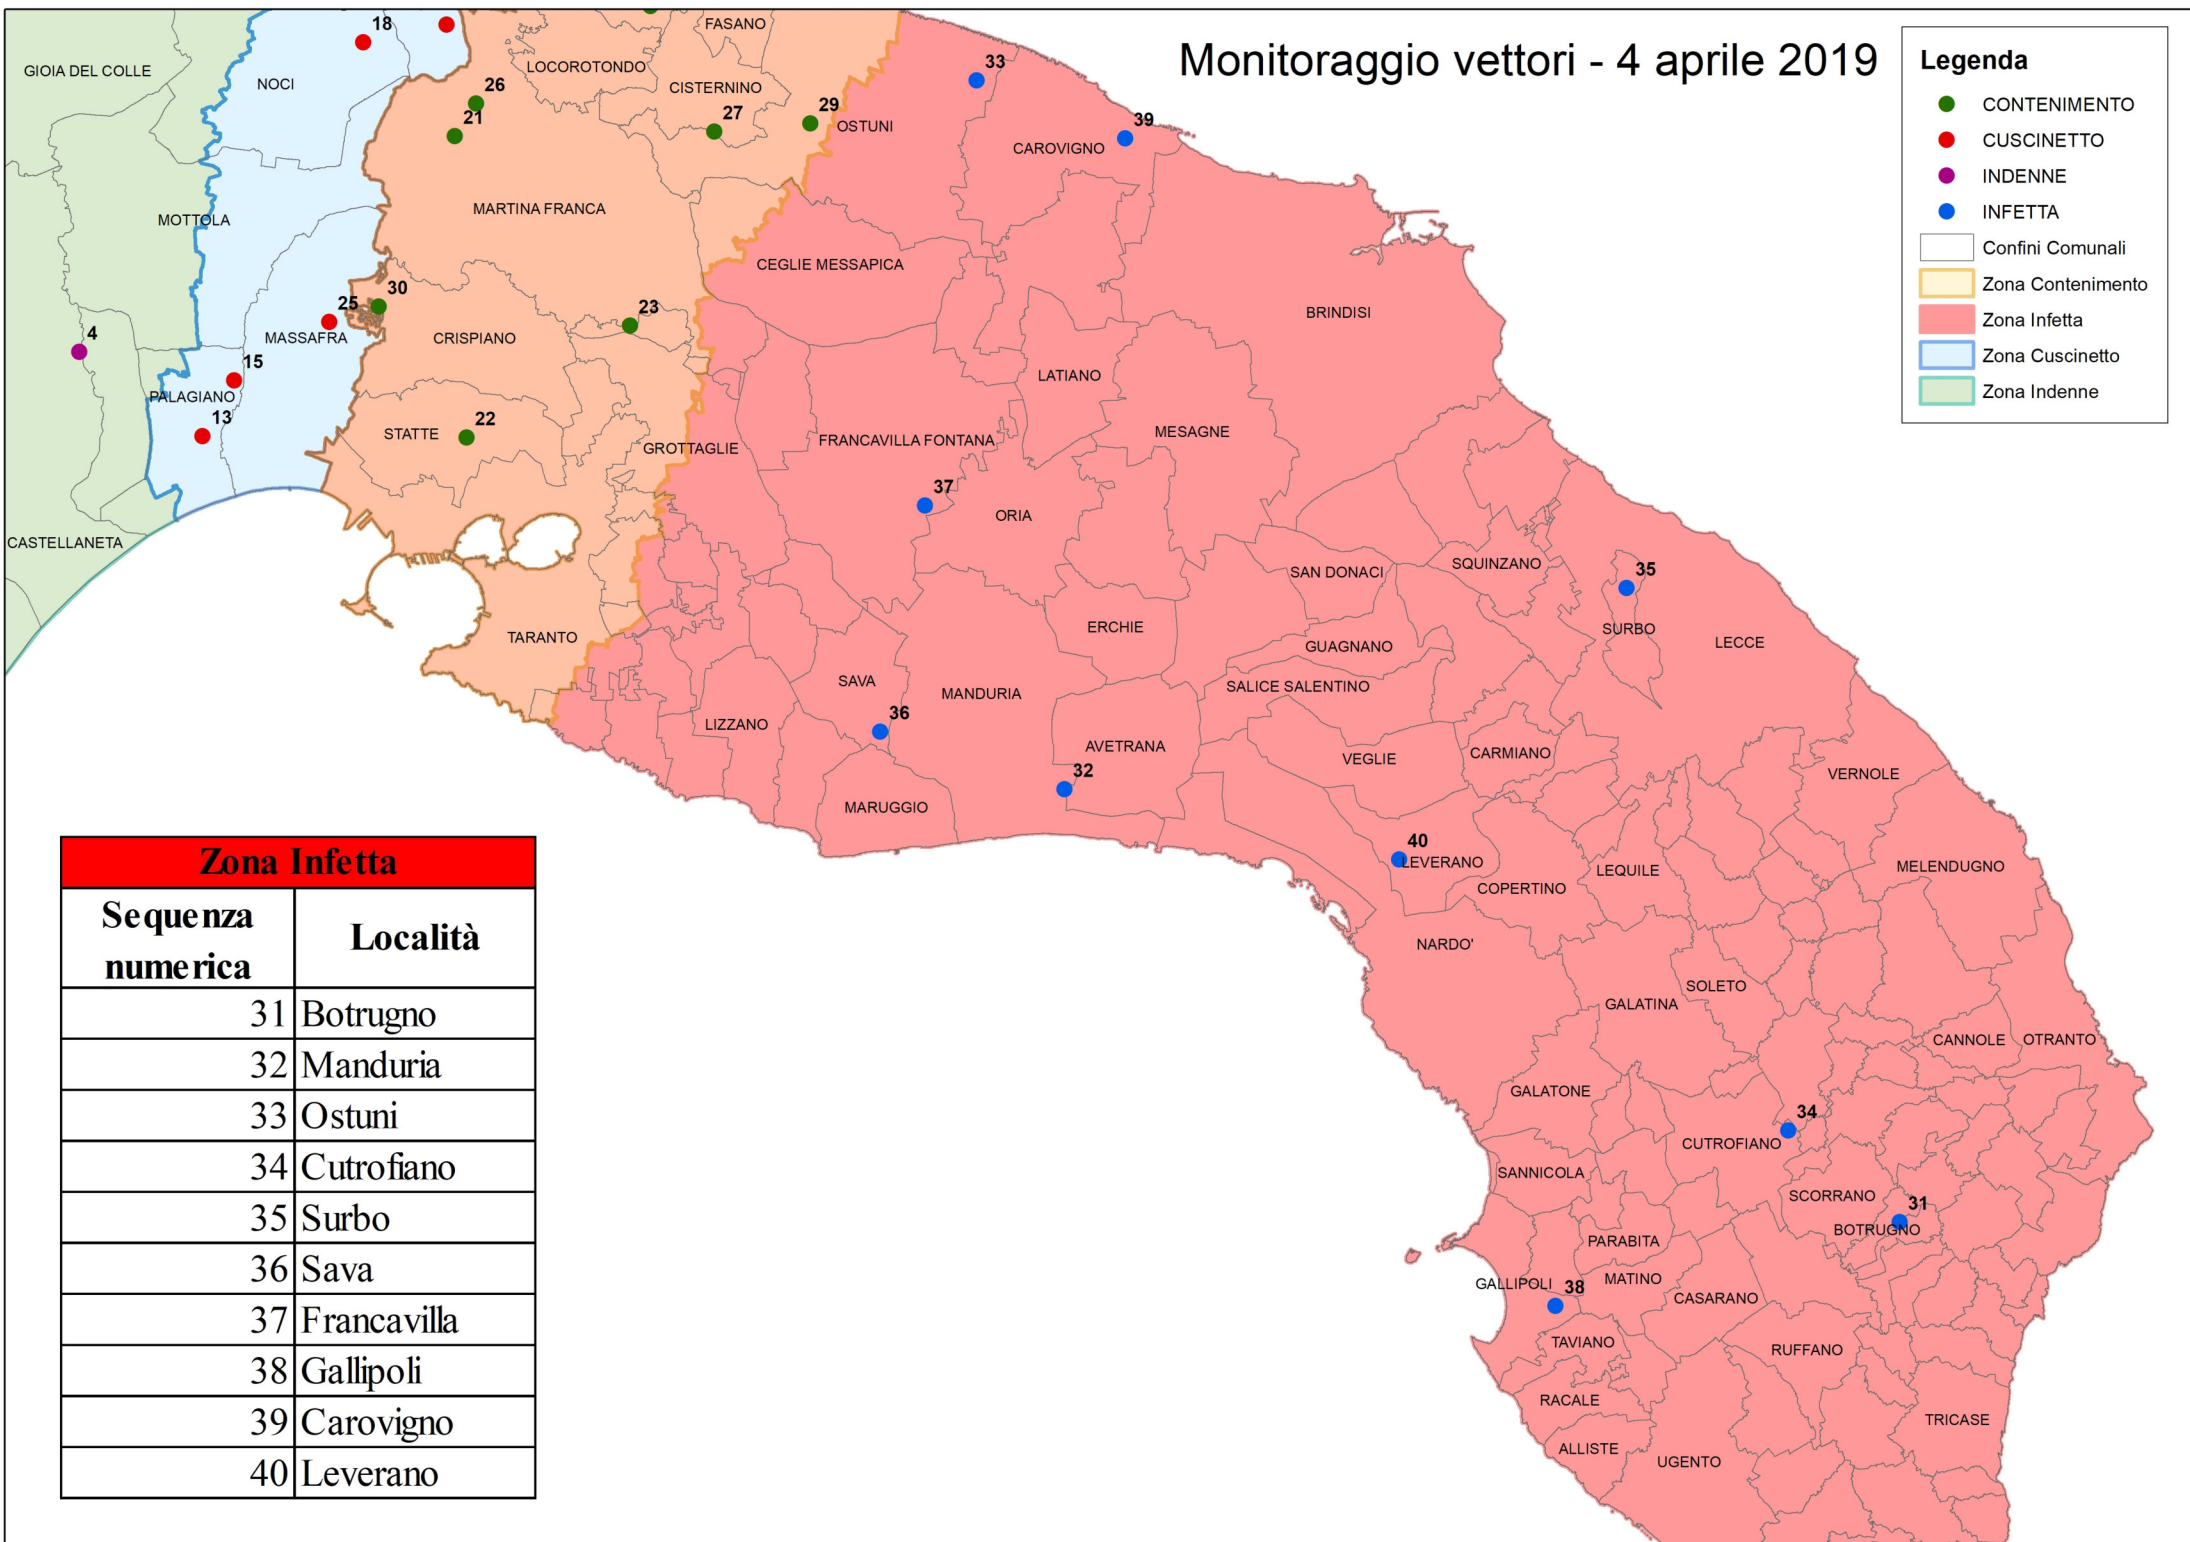 Monitoraggio vettori - 4 aprile 2019
Legenda
CONTENIMENTO
CUSCINETTO
INDENNE
INFETTA
Confini Comunali
Zona Contenimento
Zona Infetta
Zona Cuscinetto
Zona Indenne
18
FASANO
GIOIA DEL COLLE
NOCI
LOCOROTONDO
33
26
CISTERNINO
21
27
29
OSTUNI
39
CAROVIGNO
MOTTOLA
MARTINA FRANCA
CEGLIE MESSAPICA
30
25
23
BRINDISI
4
MASSAFRA
CRISPIANO
15
LATIANO
PALAGIANO
13
22
STATTE
GROTTAGLIE
FRANCAVILLA FONTANA
MESAGNE
37
ORIA
CASTELLANETA
SAN DONACI
SQUINZANO
35
TARANTO
ERCHIE
SURBO
LECCE
GUAGNANO
SAVA
MANDURIA
SALICE SALENTINO
36
LIZZANO
AVETRANA
VEGLIE
CARMIANO
32
VERNOLE
MARUGGIO
40
LEVERANO
LEQUILE
MELENDUGNO
COPERTINO
NARDO'
SOLETO
GALATINA
CANNOLE
OTRANTO
GALATONE
34
CUTROFIANO
SANNICOLA
SCORRANO
31
BOTRUGNO
PARABITA
GALLIPOLI
38
MATINO
CASARANO
TAVIANO
RUFFANO
RACALE
TRICASE
ALLISTE
UGENTO
Zona Infetta
Sequenza
numerica
Località
31 Botrugno
32 Manduria
33 Ostuni
34 Cutrofiano
35 Surbo
36 Sava
37 Francavilla
38 Gallipoli
39 Carovigno
40 Leverano